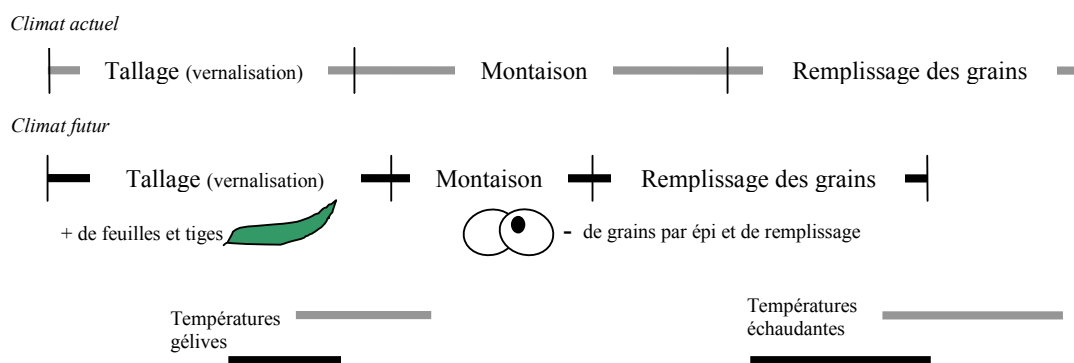 Climat actuel
Tallage (vernalisation) Montaison Remplissage des grains
Climat futur
Tallage (vernalisation) Montaison Remplissage des grains
+ de feuilles et tiges - de grains par épi et de remplissage
Températures
gélives
Températures
échaudantes